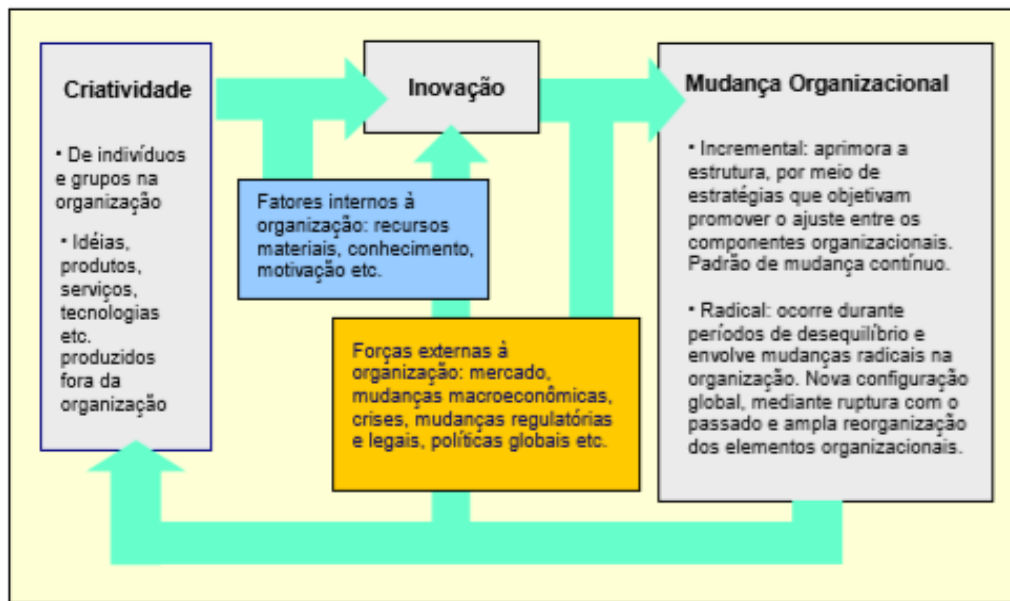 Criatividade
• De indivíduos
e grupos na
organização
• Idéias,
produtos,
serviços,
tecnologias
etc.
produzidos
fora da
organização
Inovação
Fatores internos à
organização: recursos
materiais, conhecimento,
motivação etc.
Forças externas à
organização: mercado,
mudanças macroeconômicas,
crises, mudanças regulatórias
e legais, políticas globais etc.
Mudança Organizacional
• Incremental: aprimora a
estrutura, por meio de
estratégias que objetivam
promover o ajuste entre os
componentes organizacionais.
Padrão de mudança contínuo.
• Radical: ocorre durante
períodos de desequilíbrio e
envolve mudanças radicais na
organização. Nova configuração
global, mediante ruptura com o
passado e ampla reorganização
dos elementos organizacionais.